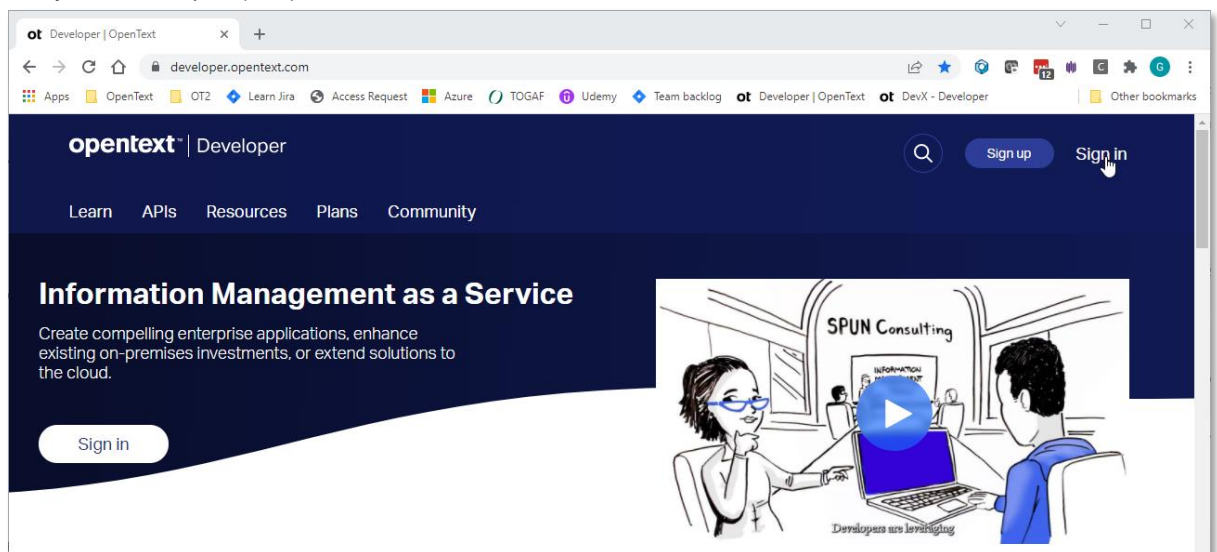 ot Developer | OpenText
developer.opentext.com
12
C
G
Apps OpenText OT2 Learn Jira Access Request Azure TOGAF Udemy Team backlog ot Developer | OpenText ot DevX - Developer Other bookmarks
opentext™ | Developer
Sign up Sign in
Learn APIs Resources Plans Community
Information Management as a Service
Create compelling enterprise applications, enhance
existing on-premises investments, or extend solutions to
the cloud.
Sign in
SPUN Consulting
INFORMATION
Developers are leveraging